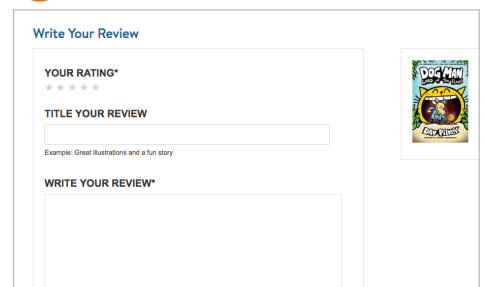 Write Your Review
YOUR RATING*
TITLE YOUR REVIEW
Example: Great illustrations and a fun story
WRITE YOUR REVIEW*
DOG MAN
Dav Pilkey